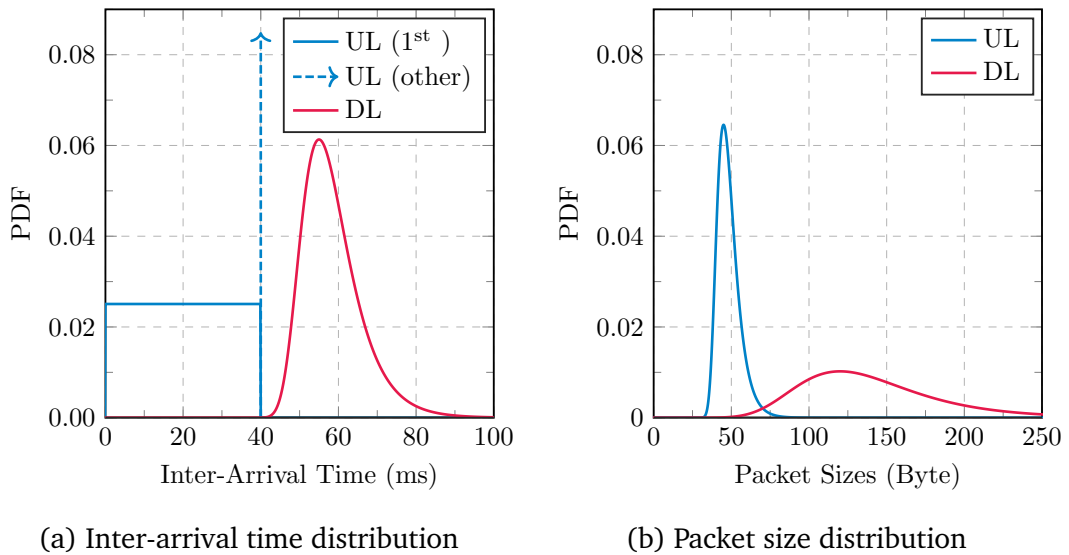 0.08
0.06
0.04
0.02
0.00
PDF
0
20
40
60
80
100
Inter-Arrival Time (ms)
UL (1st )
UL (other)
DL
(a) Inter-arrival time distribution
0.08
0.06
0.04
0.02
0
PDF
0
50
100
150
200
250
Packet Sizes (Byte)
UL
DL
(b) Packet size distribution